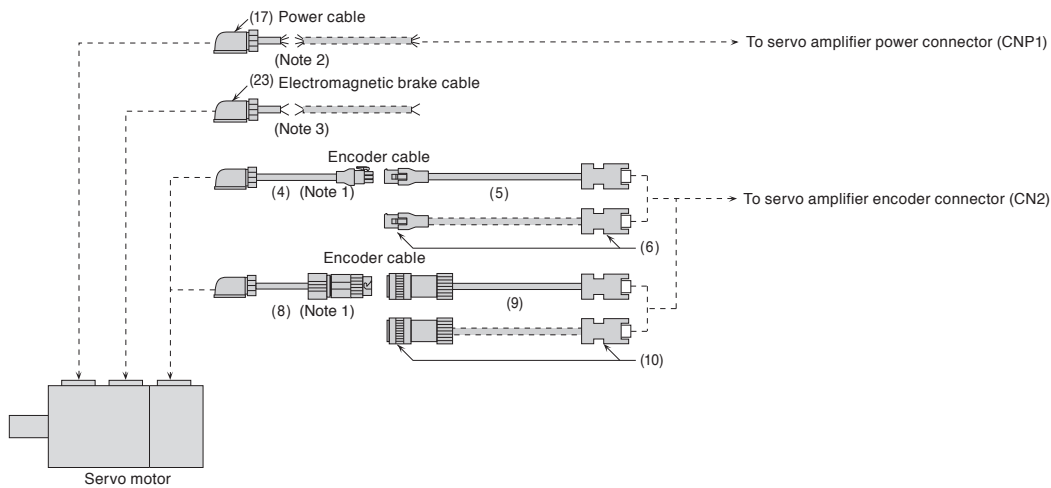 (17) Power cable
To servo amplifier power connector (CNP1)
(Note 2)
(23) Electromagnetic brake cable
(Note 3)
Encoder cable
(4) (Note 1)
(5)
To servo amplifier encoder connector (CN2)
(6)
Encoder cable
(8) (Note 1)
(9)
(10)
Servo motor